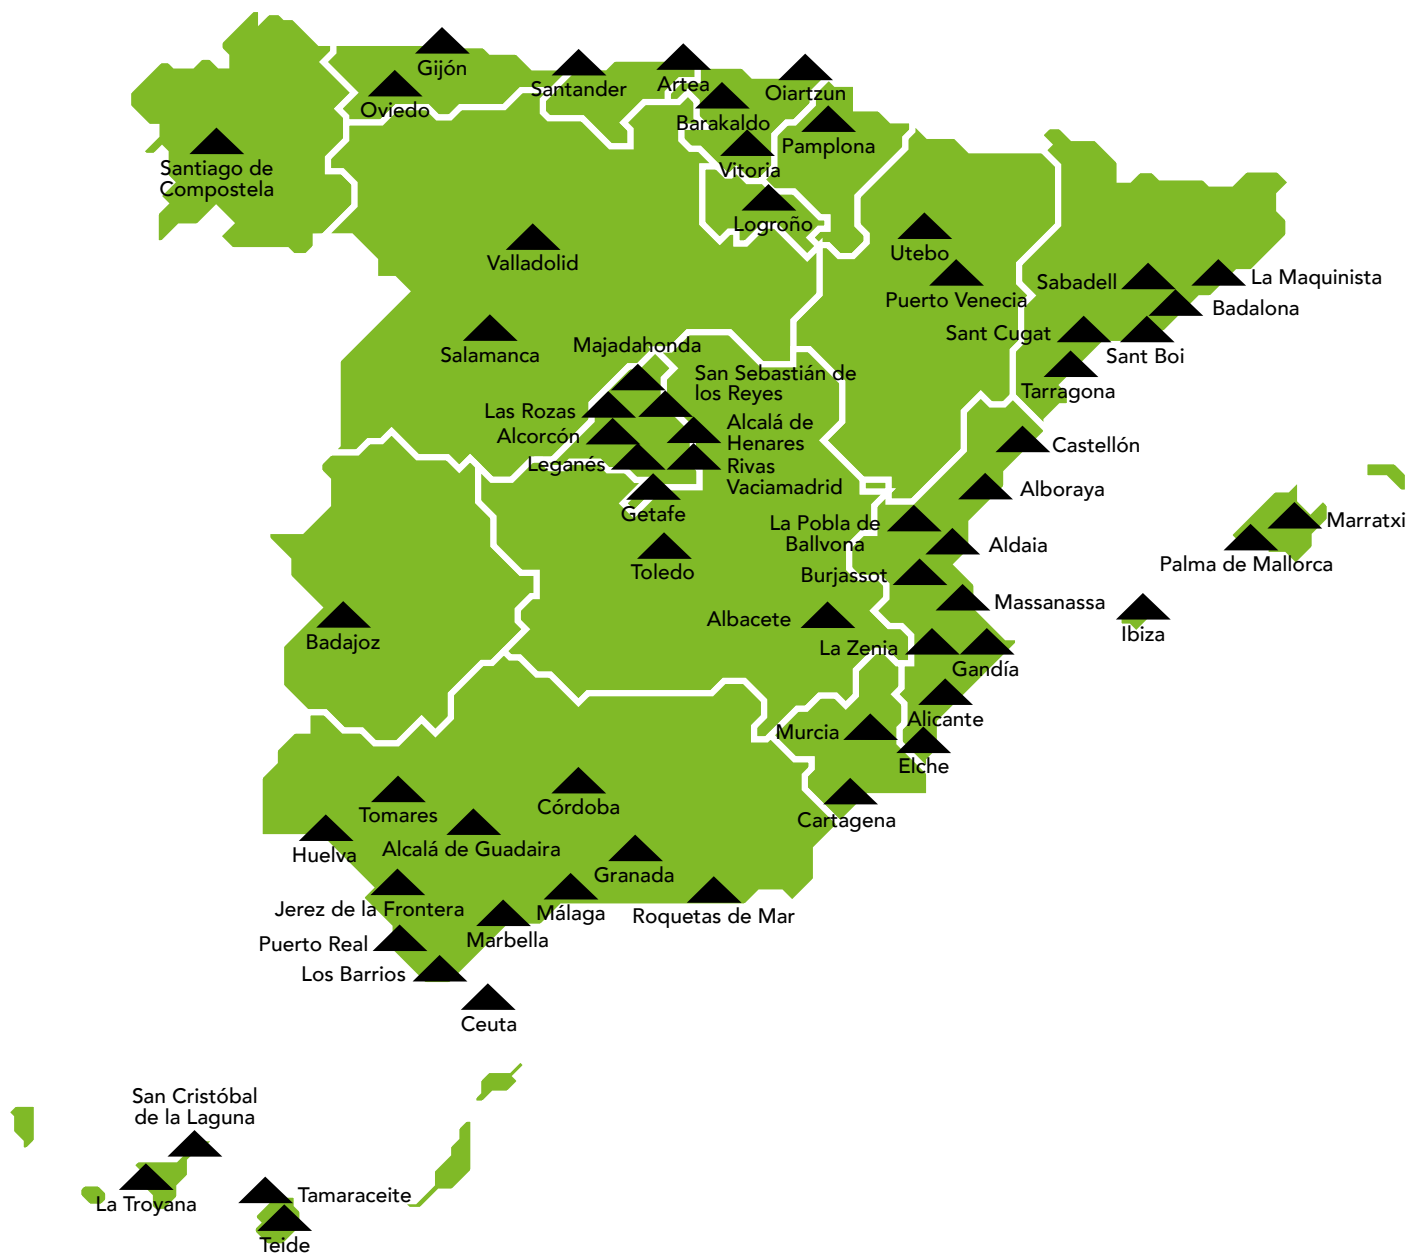 Gijón
Santander
Artea
Oiartzun
Oviedo
Barakaldo
Pamplona
Vitoria
Santiago de
Compostela
Logroño
Utebo
Valladolid
Puerto Venecia
Sabadell
La Maquinista
Badalona
Sant Cugat
Sant Boi
Salamanca
Majadahonda
San Sebastián de
los Reyes
Tarragona
Las Rozas
Alcalá de
Henares
Alcorcón
Castellón
Leganés
Rivas
Vaciamadrid
Alboraya
Getafe
La Pobla de
Ballvona
Marratxi
Aldaia
Palma de Mallorca
Toledo
Burjassot
Massanassa
Albacete
Ibiza
Badajoz
La Zenia
Gandía
Alicante
Murcia
Elche
Córdoba
Tomares
Cartagena
Huelva
Alcalá de Guadaira
Granada
Jerez de la Frontera
Málaga
Roquetas de Mar
Puerto Real
Marbella
Los Barrios
Ceuta
San Cristóbal
de la Laguna
La Troyana
Tamaraceite
Teide